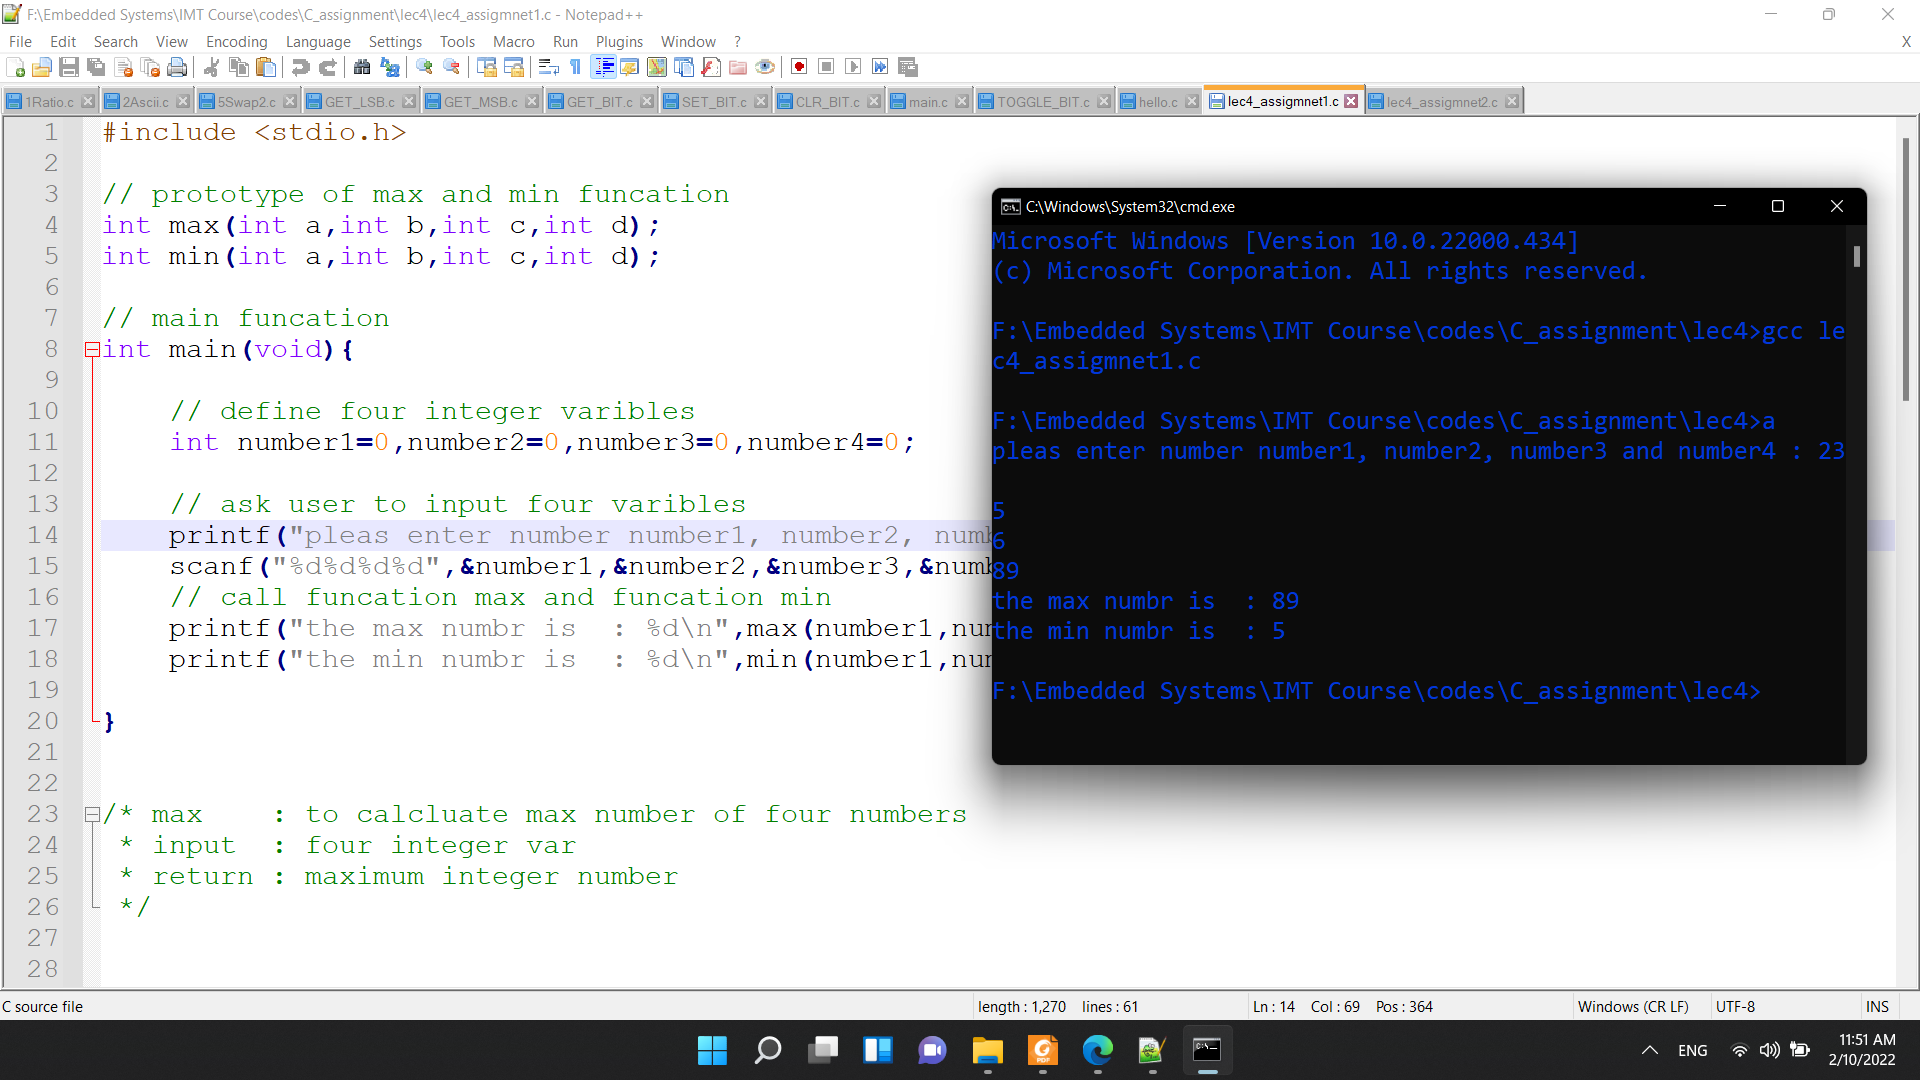 F:\Embedded Systems\IMT Course\codes\C_assignment\lec4\lec4_assigmnet1.c - Notepad++
File Edit Search View Encoding Language Settings Tools Macro Run Plugins Window ? X
1Ratio.c 2Ascii.c 5Swap2.c GET_LSB.c GET_MSB.c GET_BIT.c SET_BIT.c CLR_BIT.c main.c TOGGLE_BIT.c hello.c lec4_assigmnet1.c lec4_assigmnet2.c
1 #include <stdio.h>
2
3 // prototype of max and min funcation
4 int max(int a,int b,int c,int d);
5 int min(int a,int b,int c,int d);
6
7 // main funcation
8 int main(void){
9
10 // define four integer varibles
11 int number1=0,number2=0,number3=0,number4=0;
12
13 // ask user to input four varibles
14 printf("pleas enter number number1, number2, numb
15 scanf("%d%d%d%d",&number1,&number2,&number3,&numb
16 // call funcation max and funcation min
17 printf("the max numbr is  : %d\n",max(number1,num
18 printf("the min numbr is  : %d\n",min(number1,num
19
20 }
21
22
23 /* max    : to calcluate max number of four numbers
24 * input  : four integer var
25 * return : maximum integer number
26 */
27
28
C:\Windows\System32\cmd.exe
Microsoft Windows [Version 10.0.22000.434]
(c) Microsoft Corporation. All rights reserved.
F:\Embedded Systems\IMT Course\codes\C_assignment\lec4>gcc le
c4_assigmnet1.c
F:\Embedded Systems\IMT Course\codes\C_assignment\lec4>a
pleas enter number number1, number2, number3 and number4 : 23
5
6
89
the max numbr is  : 89
the min numbr is  : 5
F:\Embedded Systems\IMT Course\codes\C_assignment\lec4>
C source file length : 1,270 lines : 61 Ln : 14 Col : 69 Pos : 364 Windows (CR LF) UTF-8 INS
ENG
11:51 AM
2/10/2022